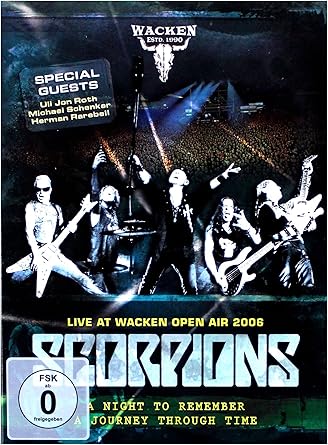 WACKEN
ESTD. 1990
SPECIAL
GUESTS
Uli Jon Roth
Michael Schenker
Herman Rarebell
LIVE AT WACKEN OPEN AIR 2006
SCORPIONS
A NIGHT TO REMEMBER
A JOURNEY THROUGH TIME
FSK
ab
0
freigegeben